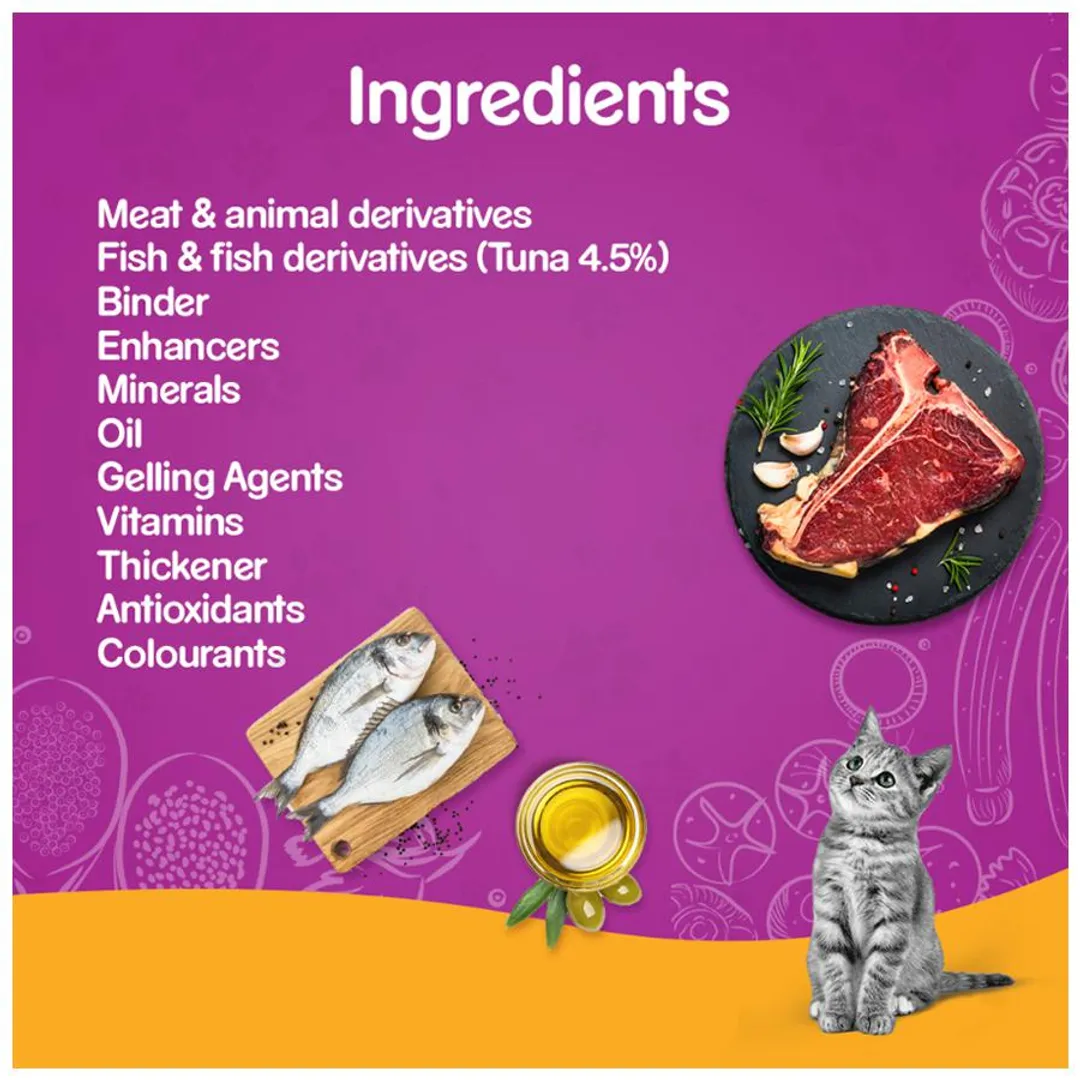 Ingredients
Meat & animal derivatives
Fish & fish derivatives (Tuna 4.5%)
Binder
Enhancers
Minerals
Oil
Gelling Agents
Vitamins
Thickener
Antioxidants
Colourants